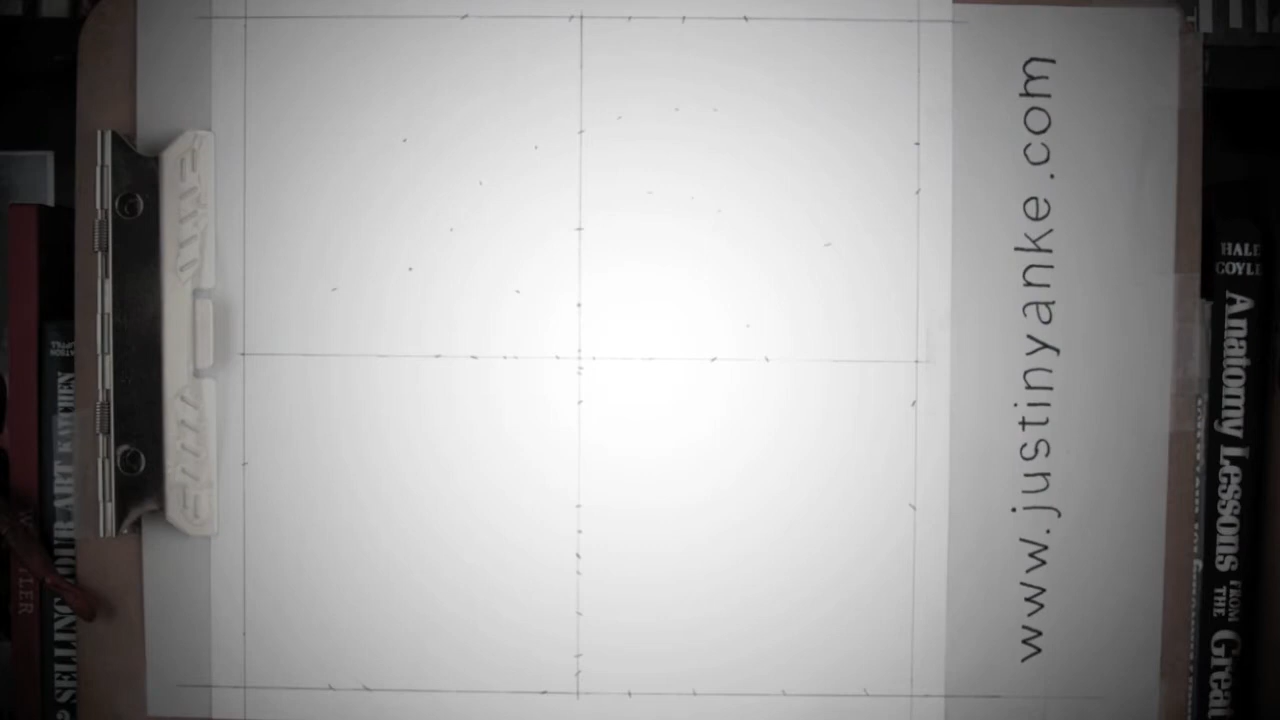 www.justinyanke.com
HALE
COYLE
Anatomy Lessons FROM THE Great
SELLING YOUR ART